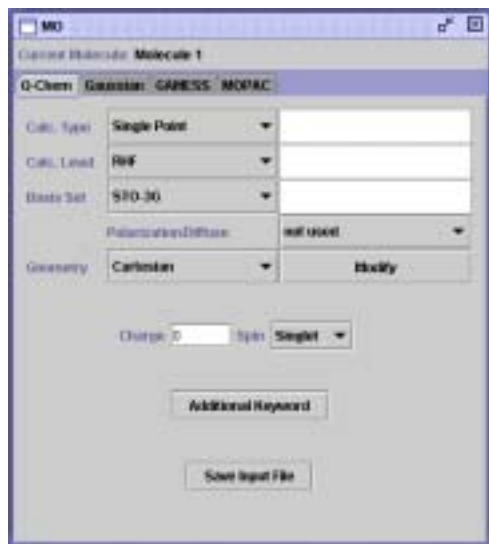 MO
Current Molecule: Molecule 1
Q-Chem Gaussian GAMESS MOPAC
Calc. Type Single Point
Calc. Level RHF
Basis Set STO-3G
Polarization/Diffuse not used
Geometry Cartesian Modify
Charge 0 Spin Singlet
Additional Keyword
Save Input File